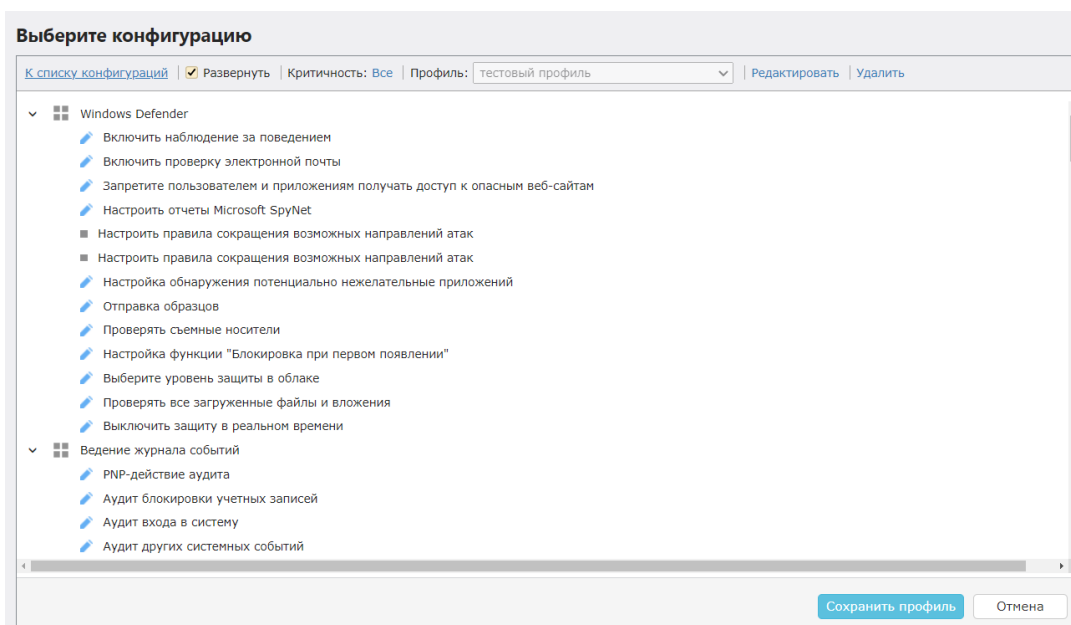 Выберите конфигурацию
К списку конфигураций Развернуть Критичность: Все Профиль: тестовый профиль Редактировать Удалить
Windows Defender
Включить наблюдение за поведением
Включить проверку электронной почты
Запретите пользователем и приложениям получать доступ к опасным веб-сайтам
Настроить отчеты Microsoft SpyNet
Настроить правила сокращения возможных направлений атак
Настроить правила сокращения возможных направлений атак
Настройка обнаружения потенциально нежелательные приложений
Отправка образцов
Проверять съемные носители
Настройка функции "Блокировка при первом появлении"
Выберите уровень защиты в облаке
Проверять все загруженные файлы и вложения
Выключить защиту в реальном времени
Ведение журнала событий
PNP-действие аудита
Аудит блокировки учетных записей
Аудит входа в систему
Аудит других системных событий
Сохранить профиль Отмена